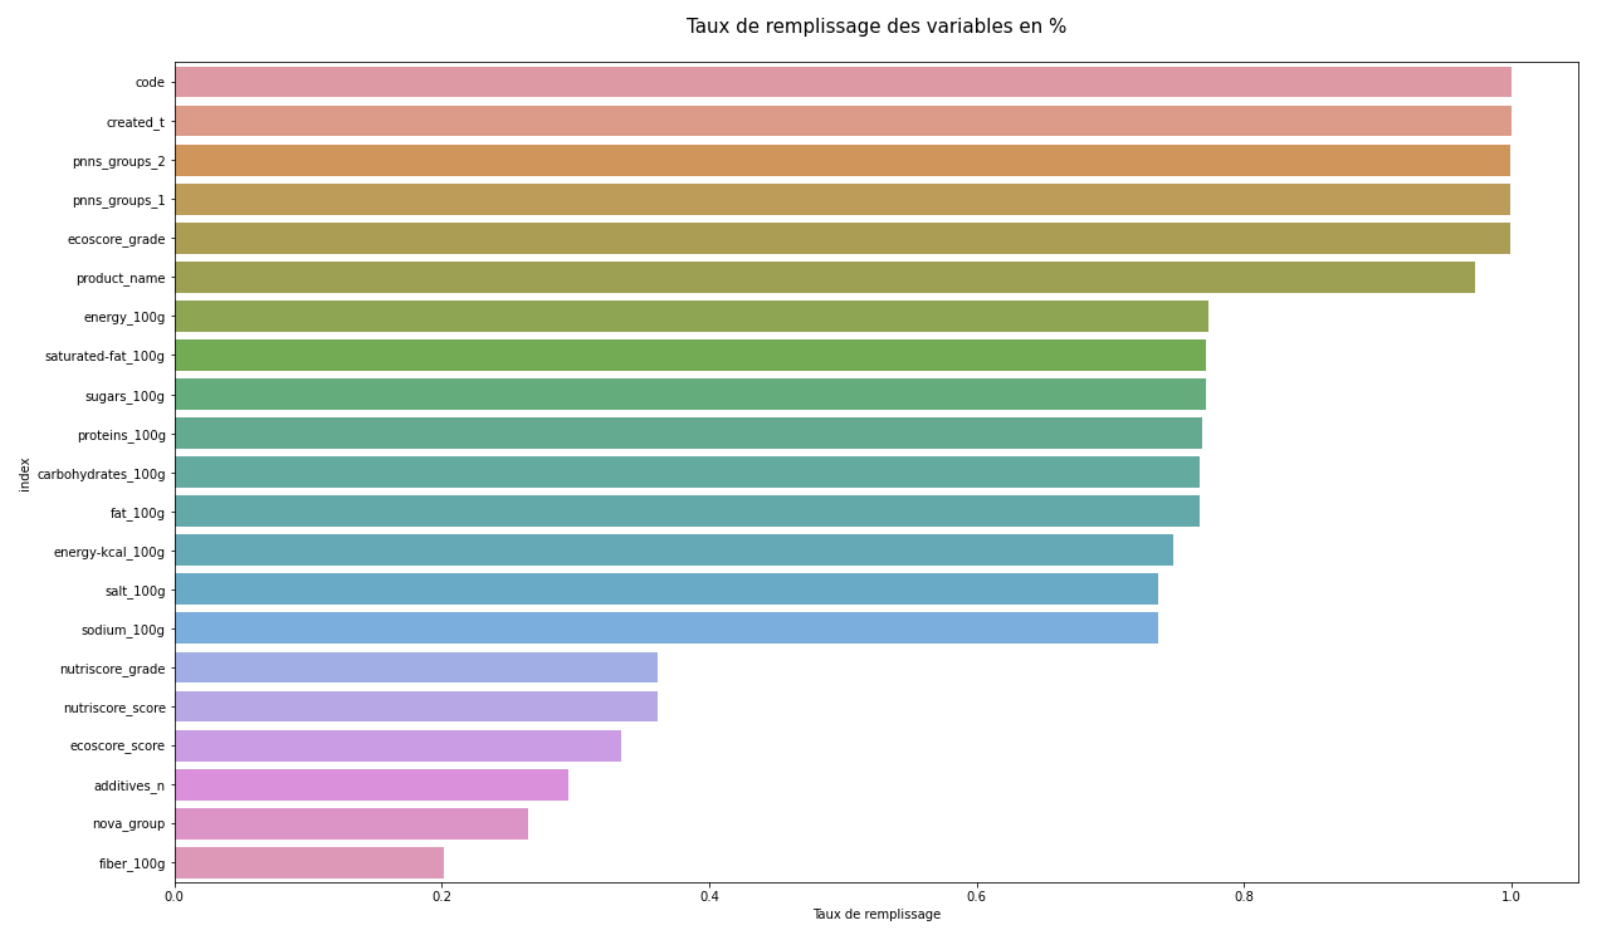 Taux de remplissage des variables en %
code
created_t
pnns_groups_2
pnns_groups_1
ecoscore_grade
product_name
energy_100g
saturated-fat_100g
sugars_100g
proteins_100g
index
carbohydrates_100g
fat_100g
energy-kcal_100g
salt_100g
sodium_100g
nutriscore_grade
nutriscore_score
ecoscore_score
additives_n
nova_group
fiber_100g
0.0 0.2 0.4 0.6 0.8 1.0
Taux de remplissage